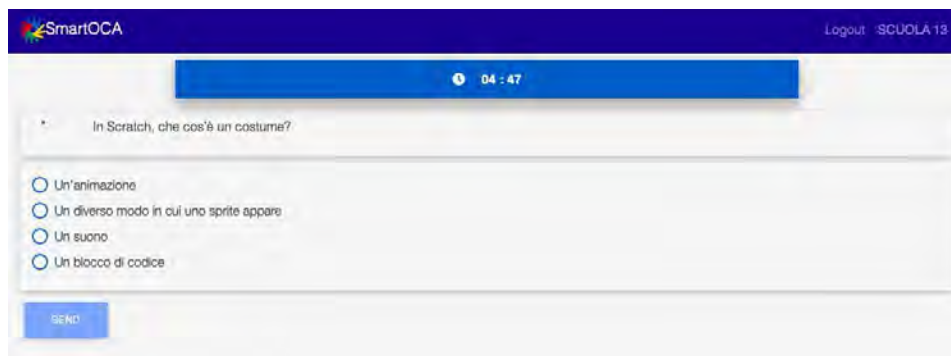 SmartOCA
Logout SCUOLA 13
04 : 47
* In Scratch, che cos'è un costume?
Un'animazione
Un diverso modo in cui uno sprite appare
Un suono
Un blocco di codice
SEND